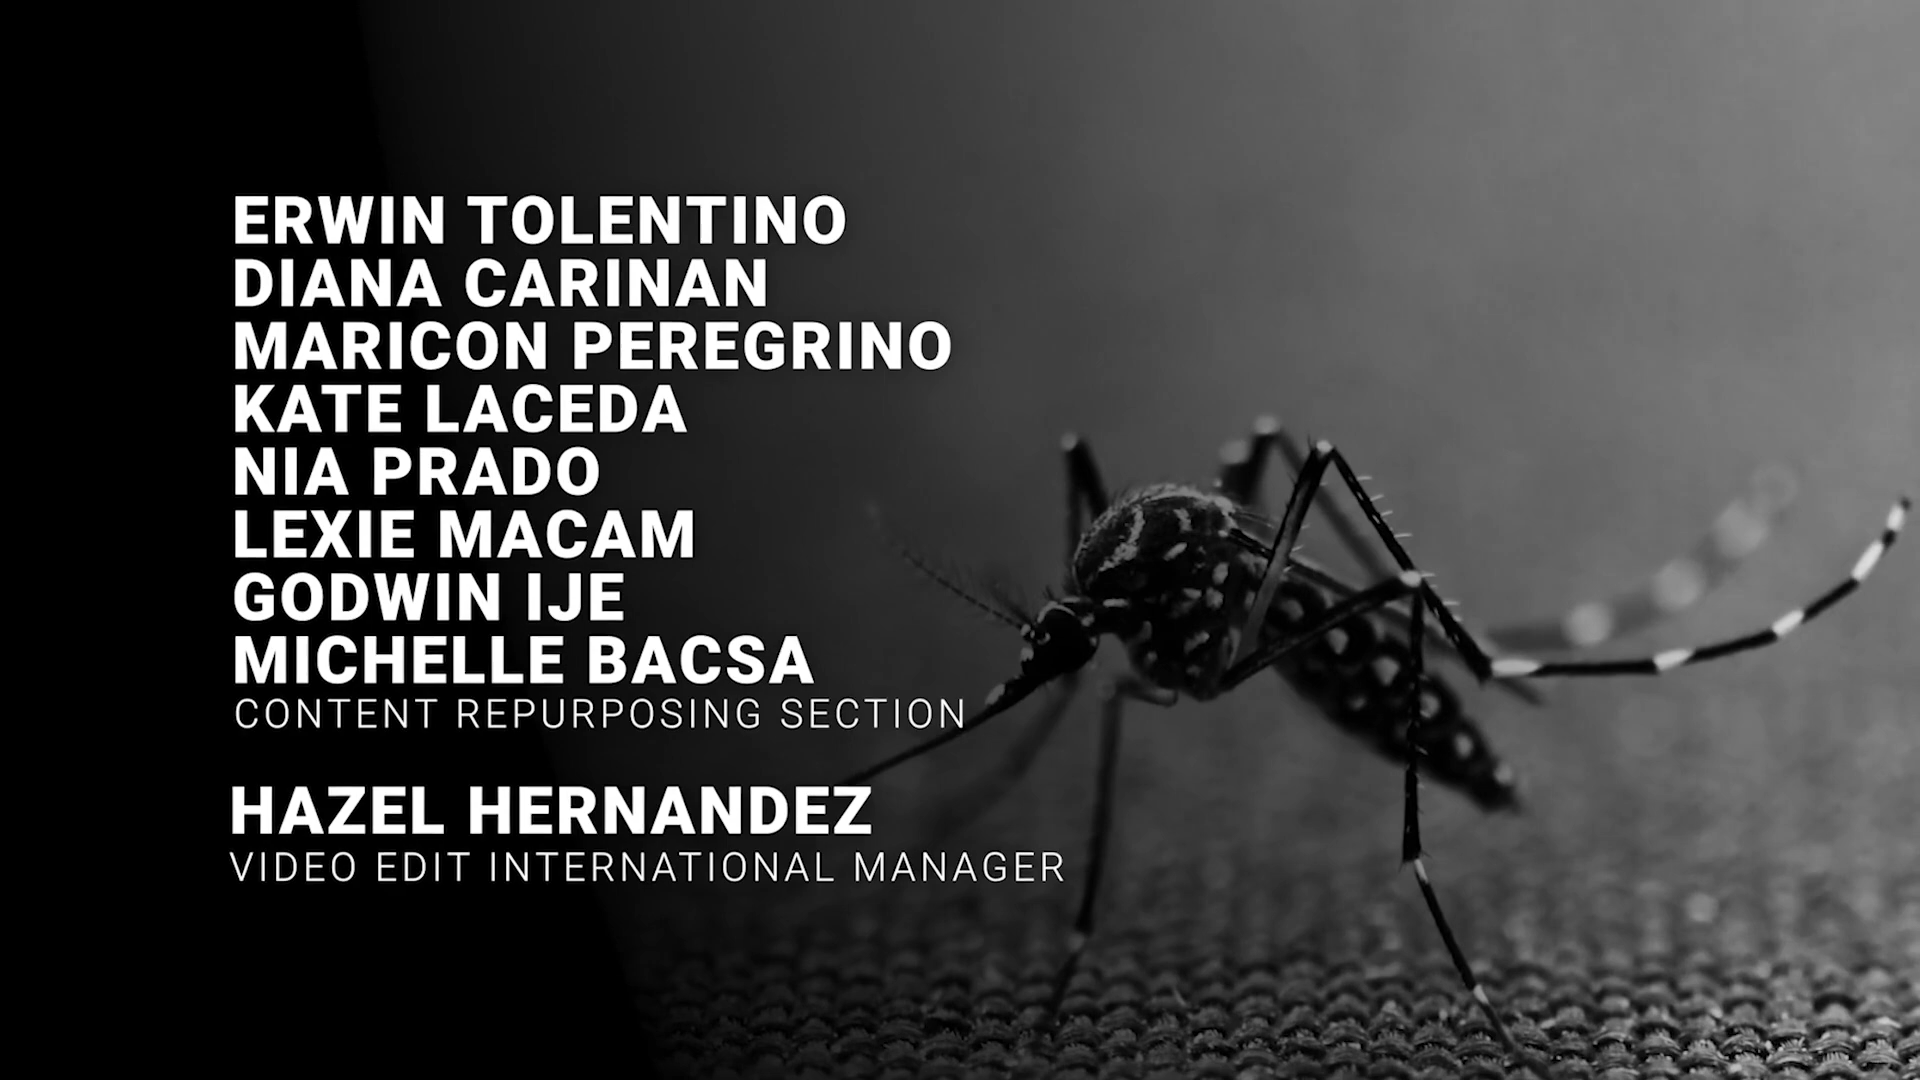 ERWIN TOLENTINO
DIANA CARINAN
MARICON PEREGRINO
KATE LACEDA
NIA PRADO
LEXIE MACAM
GODWIN IJE
MICHELLE BACSA
CONTENT REPURPOSING SECTION
HAZEL HERNANDEZ
VIDEO EDIT INTERNATIONAL MANAGER